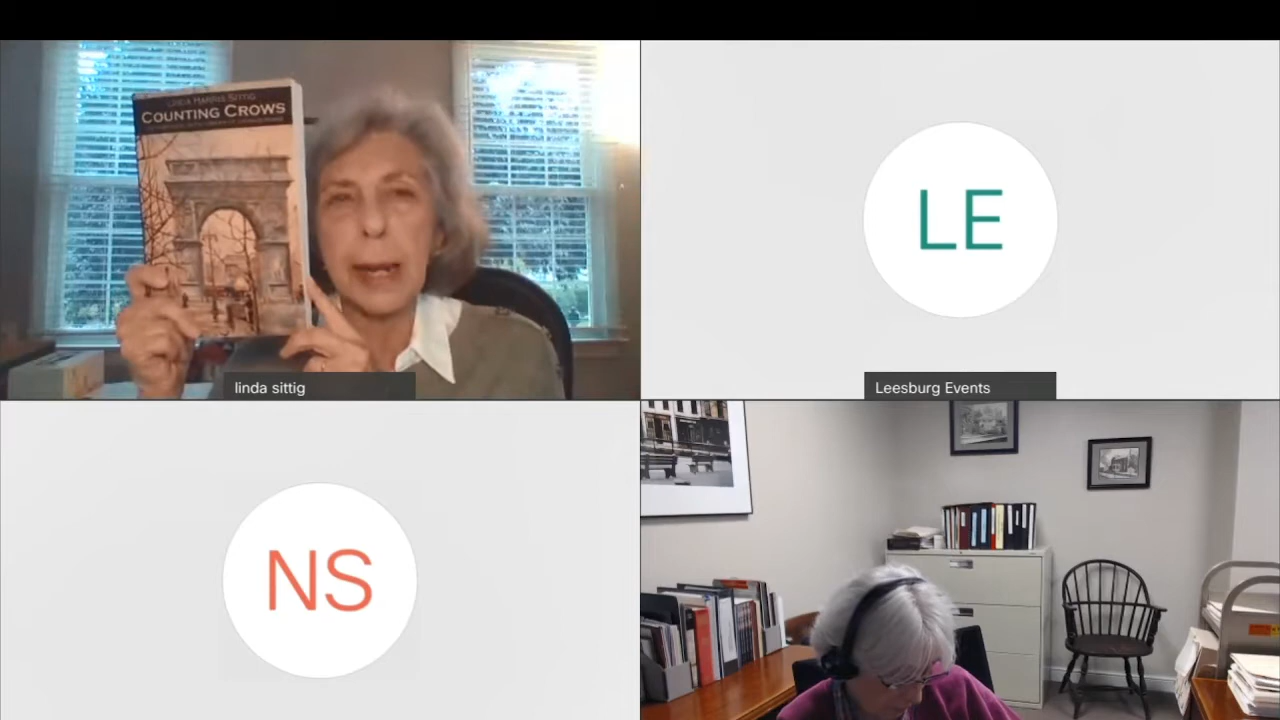 LINDA HARRIS SITTIG
COUNTING CROWS
linda sittig
LE
Leesburg Events
NS